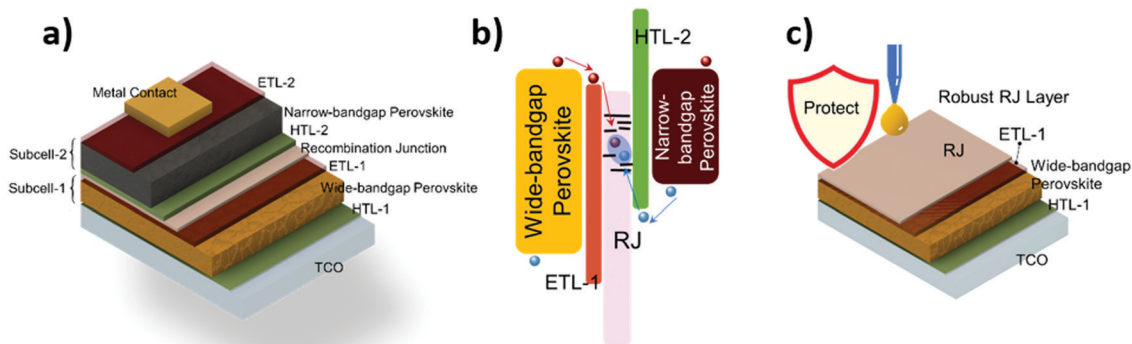 a)
Metal Contact
ETL-2
Narrow-bandgap Perovskite
HTL-2
Recombination Junction
ETL-1
Wide-bandgap Perovskite
HTL-1
Subcell-2
Subcell-1
TCO
b)
HTL-2
Wide-bandgap
Perovskite
Narrow-
bandgap
Perovskite
RJ
ETL-1
c)
Protect
Robust RJ Layer
RJ
ETL-1
Wide-bandgap
Perovskite
HTL-1
TCO